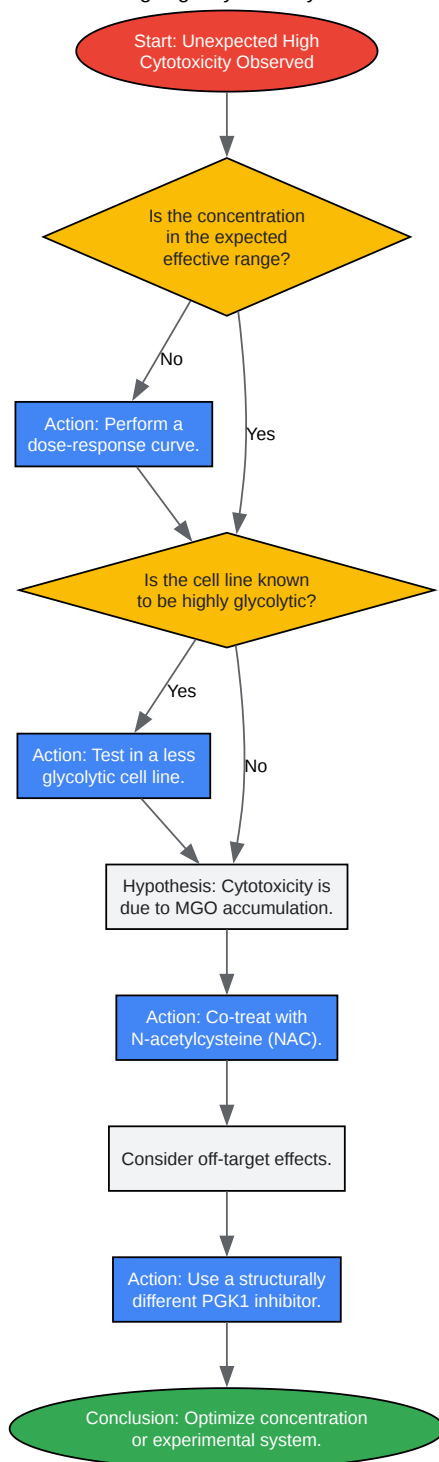 Start: Unexpected High
Cytotoxicity Observed
Is the concentration
in the expected
effective range?
No
Action: Perform a
dose-response curve.
Yes
Is the cell line known
to be highly glycolytic?
Yes
Action: Test in a less
glycolytic cell line.
No
Hypothesis: Cytotoxicity is
due to MGO accumulation.
Action: Co-treat with
N-acetylcysteine (NAC).
Consider off-target effects.
Action: Use a structurally
different PGK1 inhibitor.
Conclusion: Optimize concentration
or experimental system.